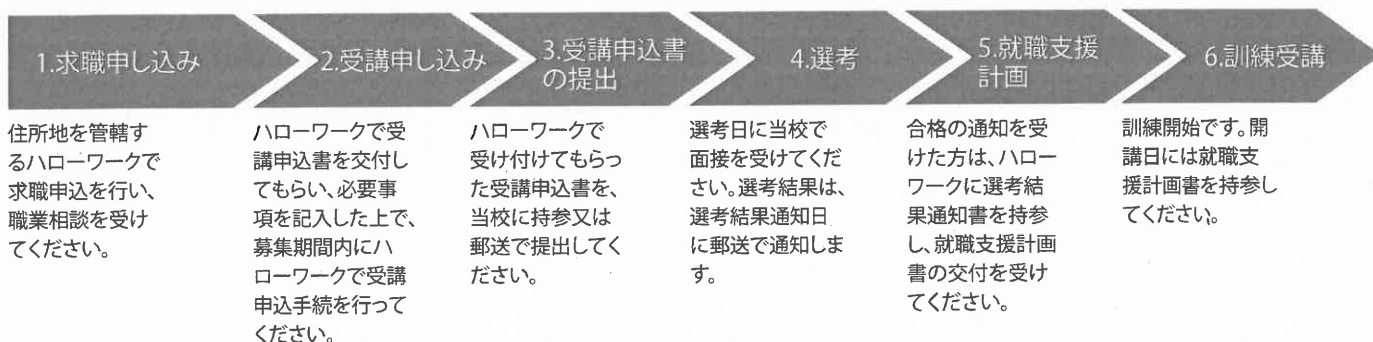 1.求職申し込み
住所地を管轄す
るハローワークで
求職申込を行い、
職業相談を受け
てください。
2.受講申し込み
ハローワークで受
講申込書を交付し
てもらい、必要事
項を記入した上で、
募集期間内にハ
ローワークで受講
申込手続を行って
ください。
3.受講申込書
の提出
ハローワークで
受け付けてもらっ
た受講申込書を、
当校に持参又は
郵送で提出してく
ださい。
4.選考
選考日に当校で
面接を受けてくだ
さい。選考結果は、
選考結果通知日
に郵送で通知しま
す。
5.就職支援
計画
合格の通知を受
けた方は、ハロー
ワークに選考結
果通知書を持参
し、就職支援計画
書の交付を受け
てください。
6.訓練受講
訓練開始です。開
講日には就職支
援計画書を持参し
てください。